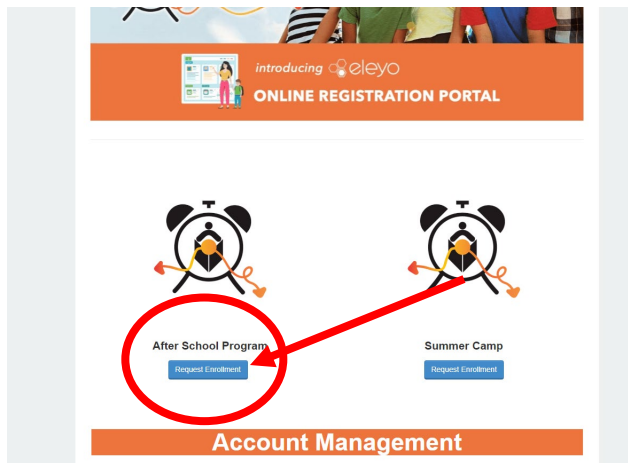 introducing eleyo
ONLINE REGISTRATION PORTAL
After School Program
Request Enrollment
Summer Camp
Request Enrollment
Account Management